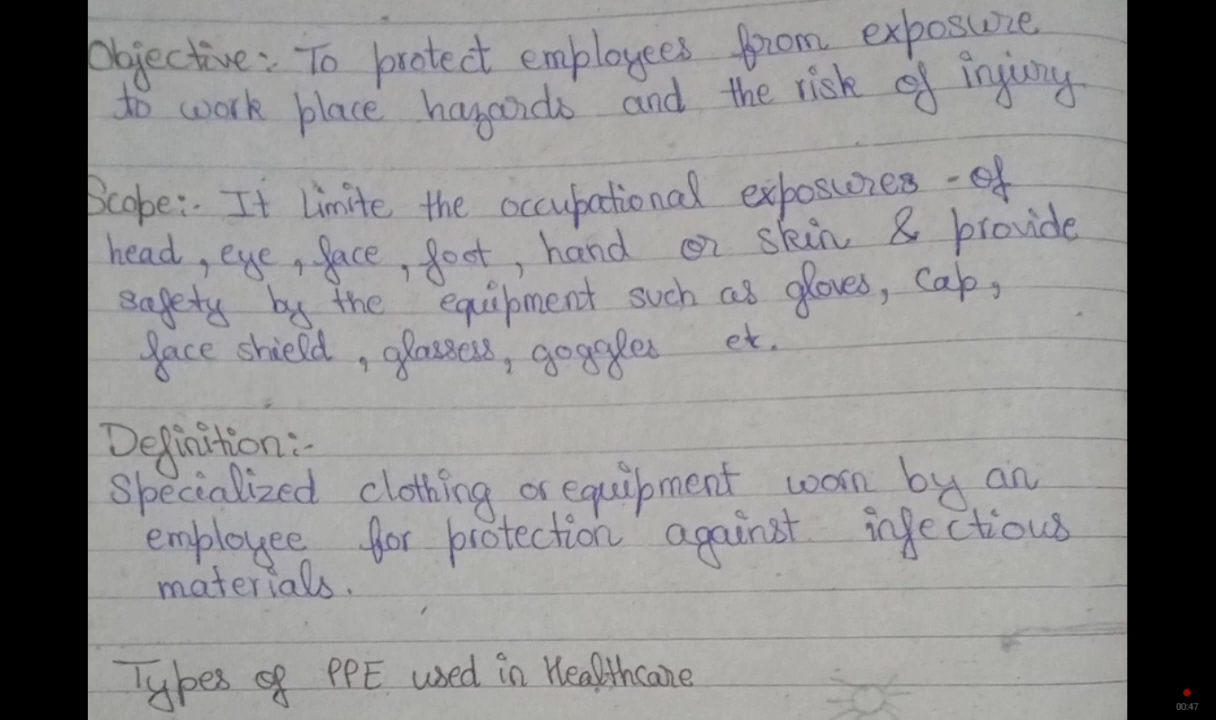 Objective:- To protect employees from exposure
to work place hazards and the risk of injury
Scope:- It Limite the occupational exposures - of
head, eye, face, foot, hand or skin & provide
safety by the equipment such as gloves, Cap,
face shield, glassess, goggles et.
Definition:-
Specialized clothing or equipment worn by an
employee for protection against infectious
materials.
Types of PPE used in Healthcare
00:47